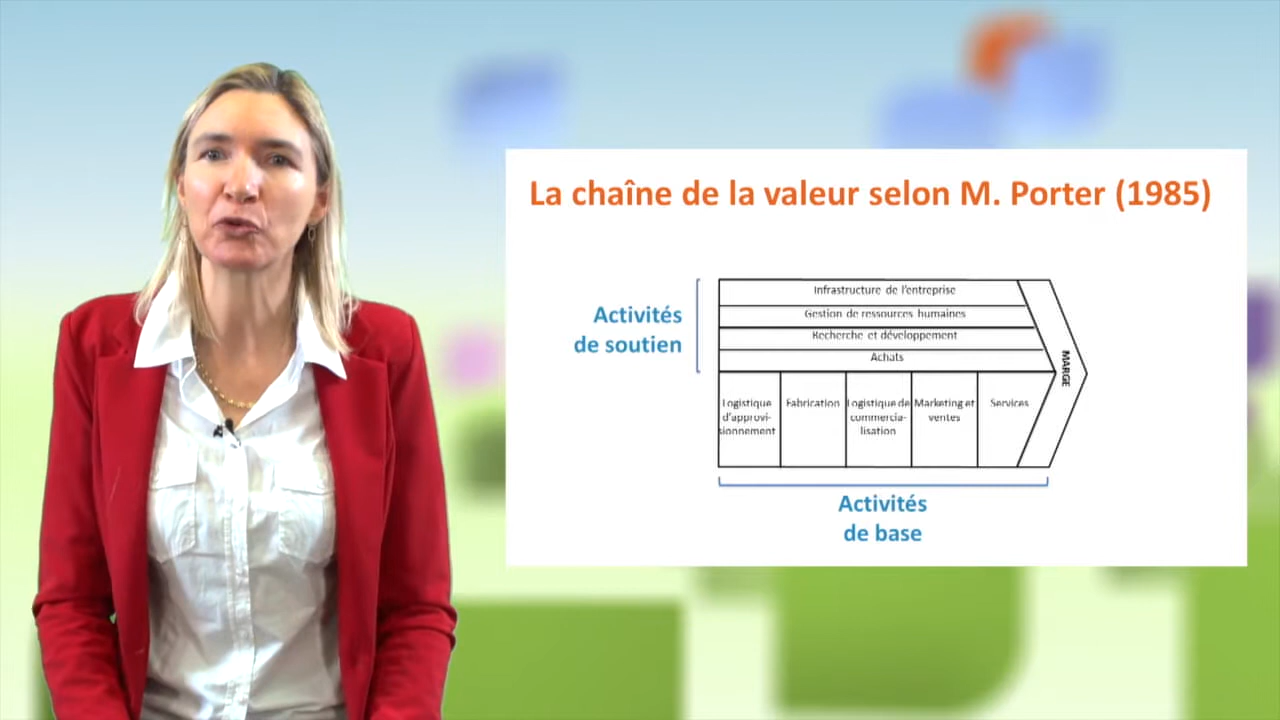 La chaîne de la valeur selon M. Porter (1985)
Activités
de soutien
Infrastructure de l'entreprise
Gestion de ressources humaines
Recherche et développement
Achats
MARGE
Logistique
d'approvi-
sionnement
Fabrication
Logistique de
commercia-
lisation
Marketing et
ventes
Services
Activités
de base